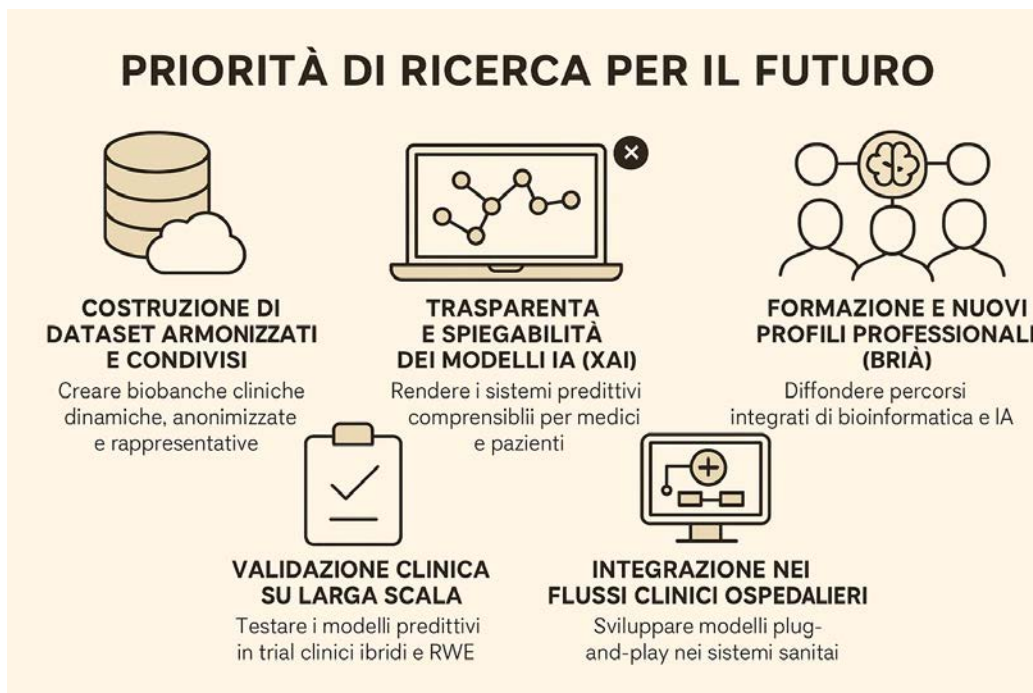 PRIORITÀ DI RICERCA PER IL FUTURO
COSTRUZIONE DI
DATASET ARMONIZZATI
E CONDIVISI
Creare biobanche cliniche
dinamiche, anonimizzate
e rappresentative
TRASPARENTA
E SPIEGABILITÀ
DEI MODELLI IA (XAI)
Rendere i sistemi predittivi
comprensiblii per medici
e pazienti
FORMAZIONE E NUOVI
PROFILI PROFESSIONALI
(BRIÀ)
Diffondere percorsi
integrati di bioinformatica e IA
VALIDAZIONE CLINICA
SU LARGA SCALA
Testare i modelli predittivi
in trial clinici ibridi e RWE
INTEGRAZIONE NEI
FLUSSI CLINICI OSPEDALIERI
Sviluppare modelli plug-
and-play nei sistemi sanitai